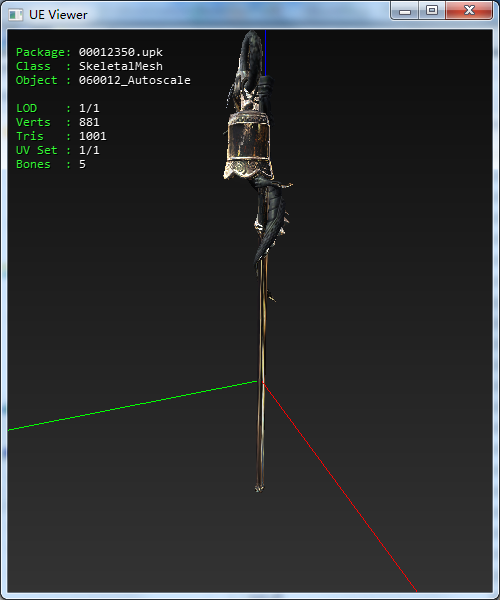 UE Viewer
Package: 00012350.upk
Class  : SkeletalMesh
Object : 060012_Autoscale
LOD    : 1/1
Verts  : 881
Tris   : 1001
UV Set : 1/1
Bones  : 5